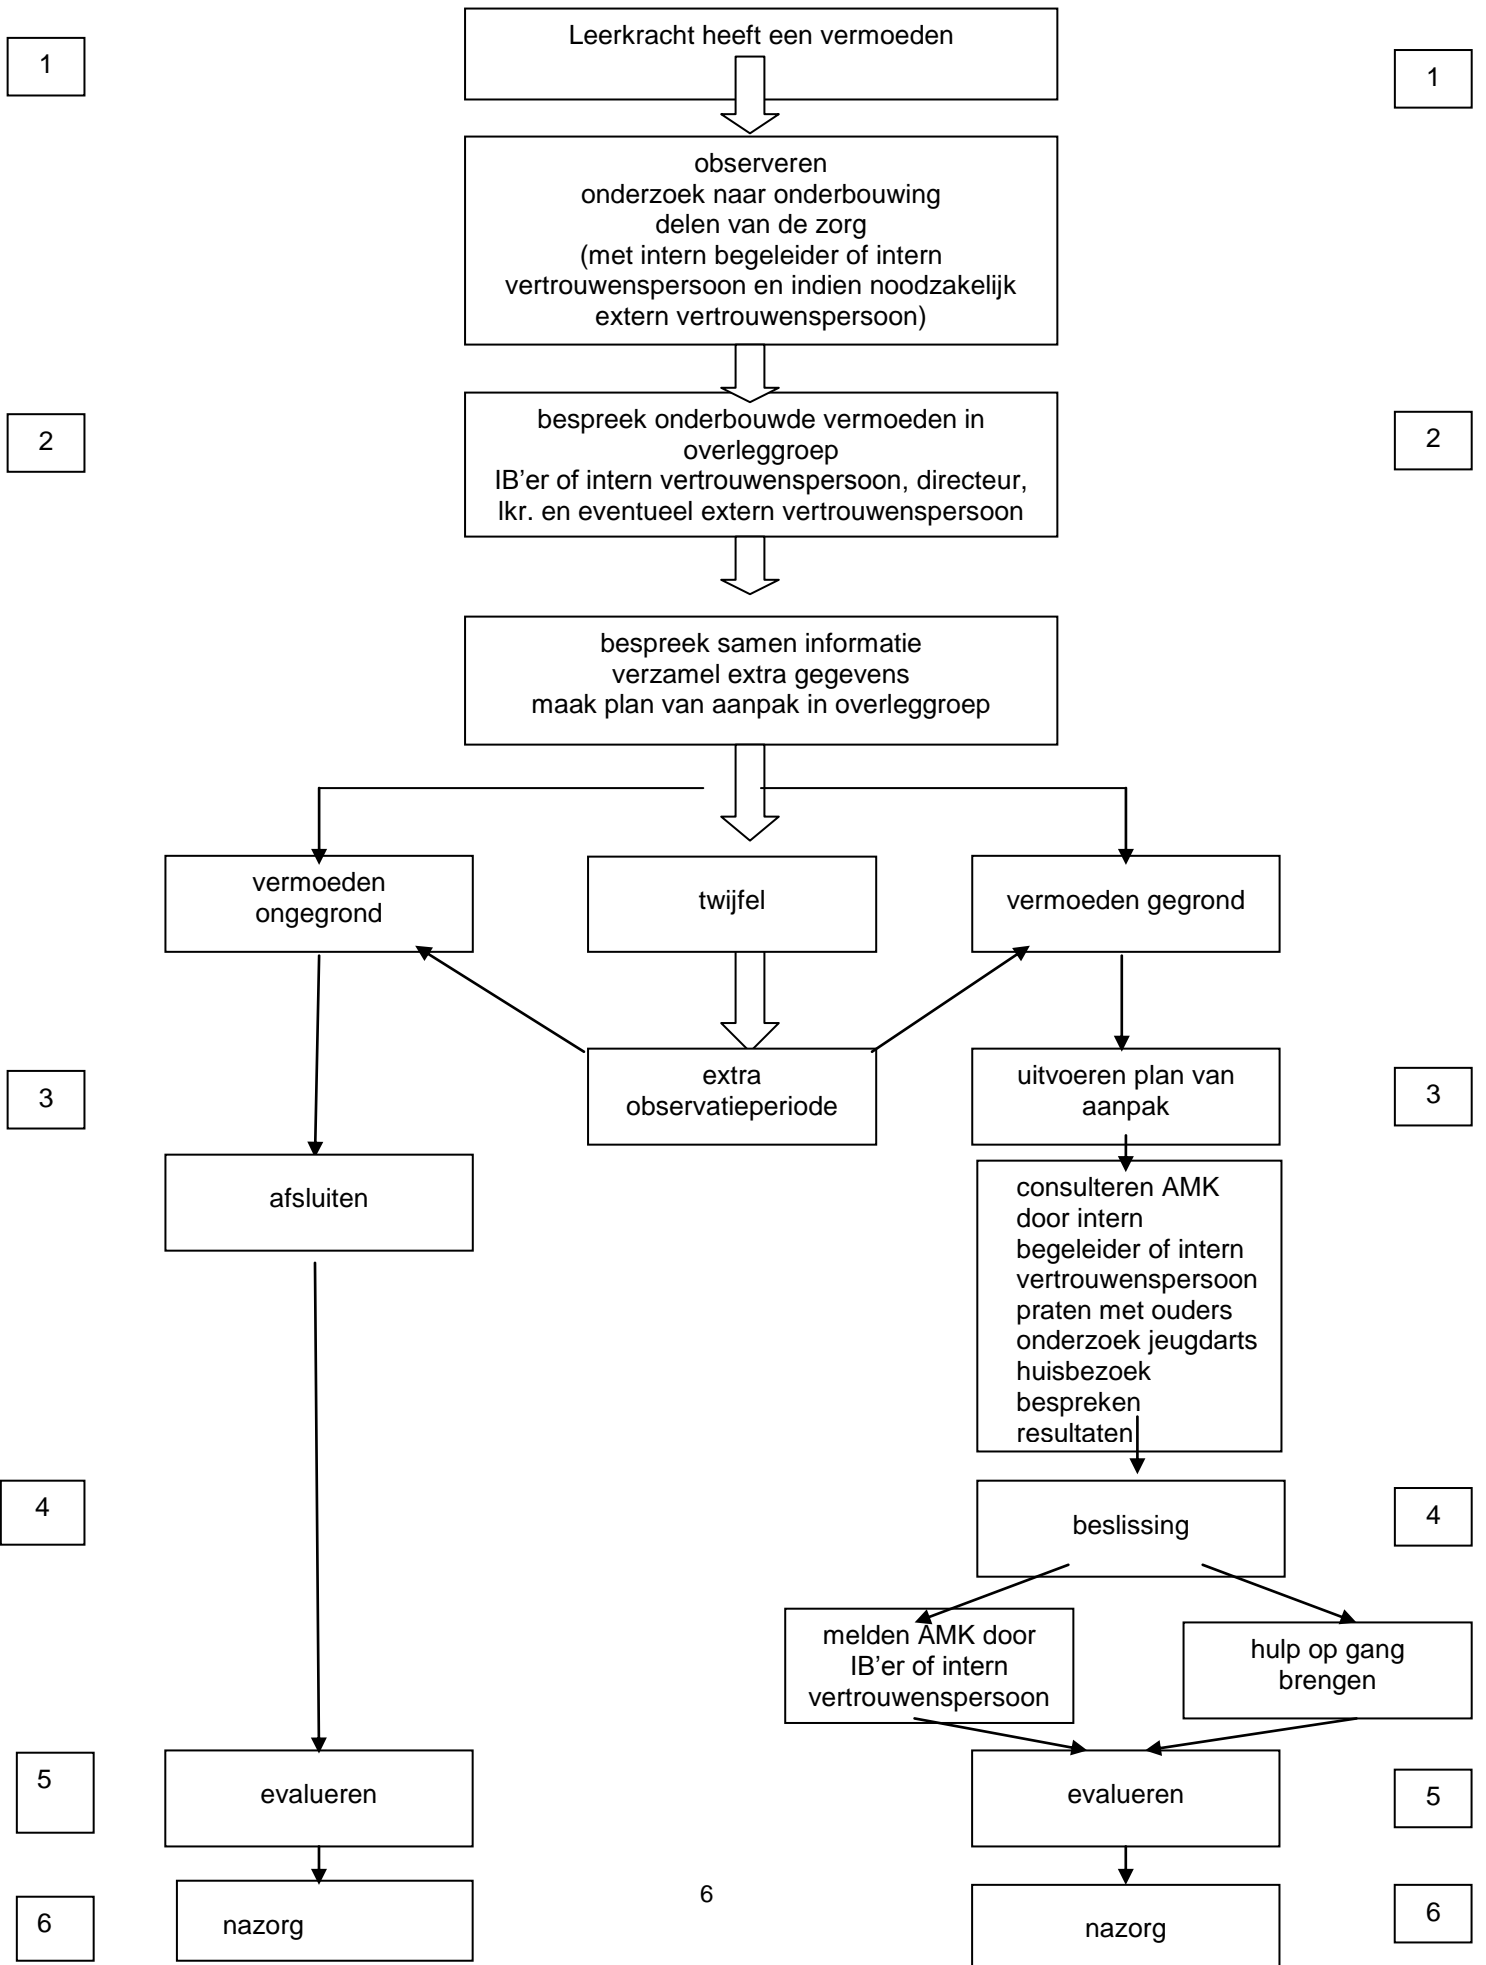 Leerkracht heeft een vermoeden
1
1
observeren
onderzoek naar onderbouwing
delen van de zorg
(met intern begeleider of intern
vertrouwenspersoon en indien noodzakelijk
extern vertrouwenspersoon)
2
bespreek onderbouwde vermoeden in
overleggroep
IB’er of intern vertrouwenspersoon, directeur,
lkr. en eventueel extern vertrouwenspersoon
2
bespreek samen informatie
verzamel extra gegevens
maak plan van aanpak in overleggroep
vermoeden
ongegrond
twijfel
vermoeden gegrond
3
extra
observatieperiode
uitvoeren plan van
aanpak
3
afsluiten
consulteren AMK
door intern
begeleider of intern
vertrouwenspersoon
praten met ouders
onderzoek jeugdarts
huisbezoek
bespreken
resultaten
4
beslissing
4
melden AMK door
IB’er of intern
vertrouwenspersoon
hulp op gang
brengen
5
evalueren
evalueren
5
6
nazorg
6
nazorg
6